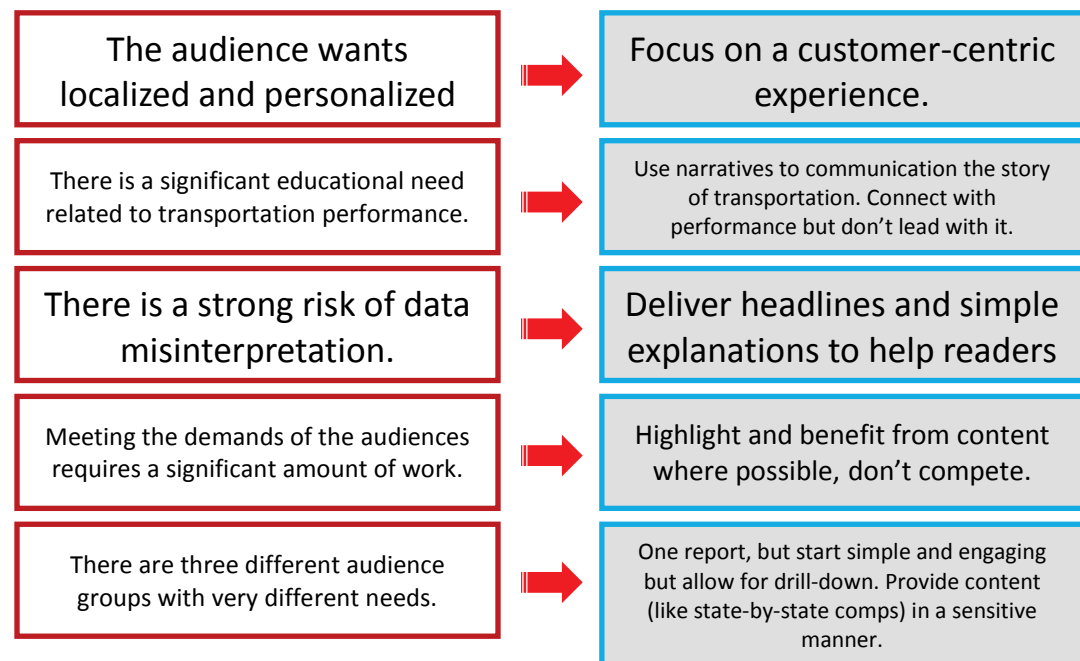 The audience wants
localized and personalized
Focus on a customer-centric
experience.
There is a significant educational need
related to transportation performance.
Use narratives to communication the story
of transportation. Connect with
performance but don’t lead with it.
There is a strong risk of data
misinterpretation.
Deliver headlines and simple
explanations to help readers
Meeting the demands of the audiences
requires a significant amount of work.
Highlight and benefit from content
where possible, don’t compete.
There are three different audience
groups with very different needs.
One report, but start simple and engaging
but allow for drill-down. Provide content
(like state-by-state comps) in a sensitive
manner.